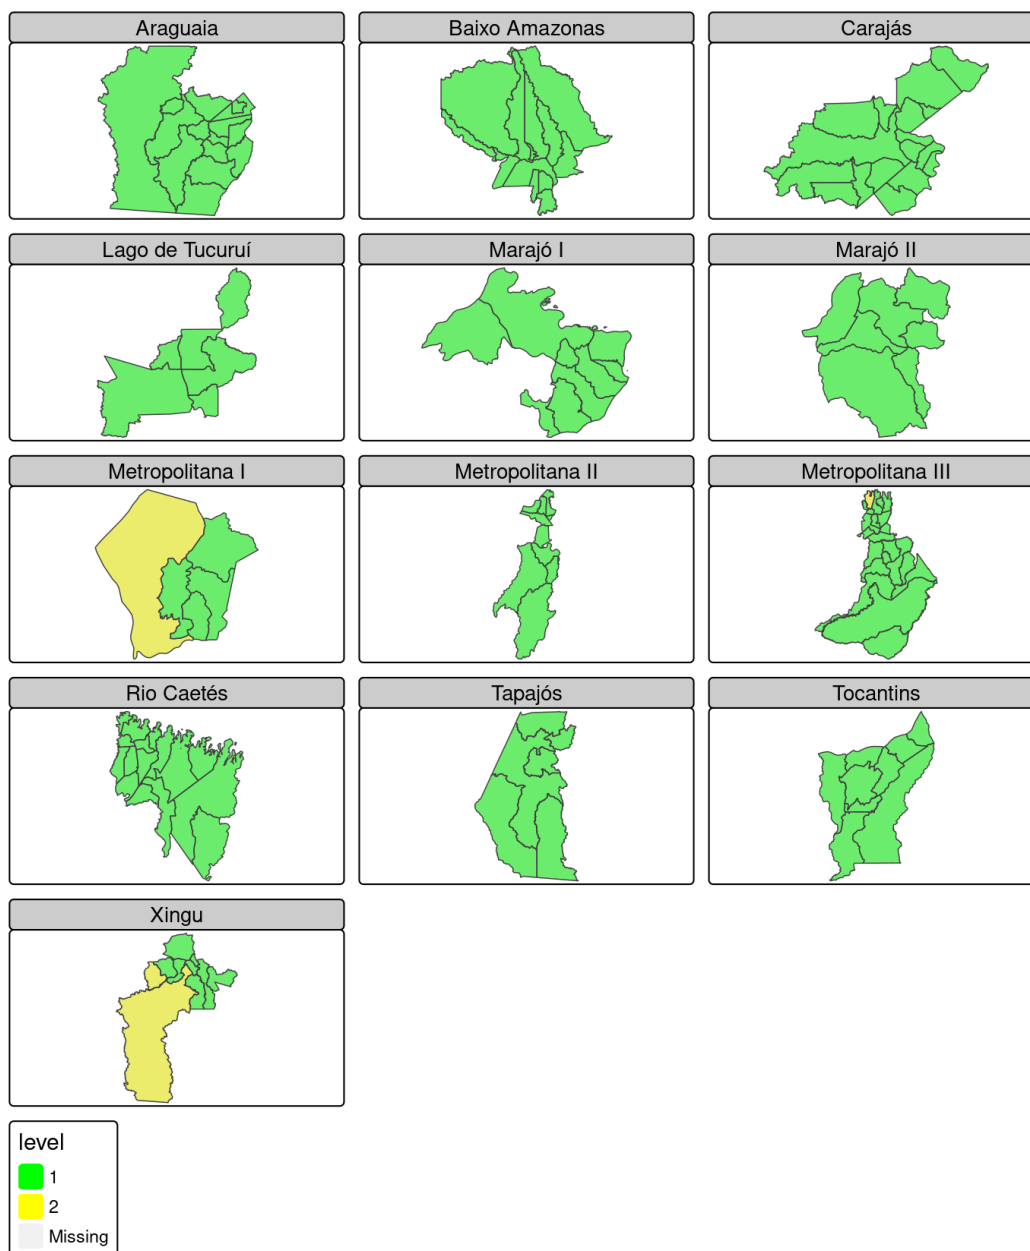 Araguaia
Baixo Amazonas
Carajás
Lago de Tucuruí
Marajó I
Marajó II
Metropolitana I
Metropolitana II
Metropolitana III
Rio Caetés
Tapajós
Tocantins
Xingu
level
1
2
Missing